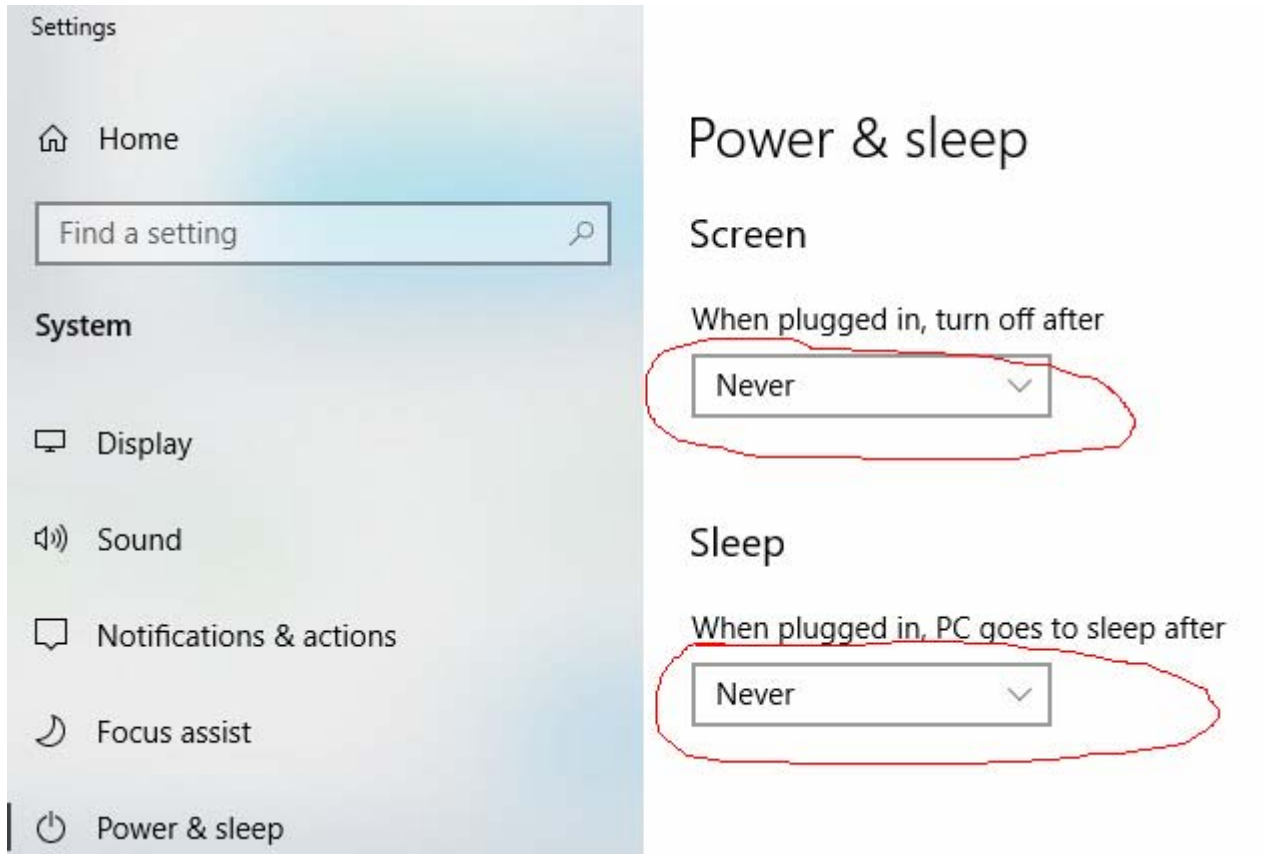 Settings
Home
Find a setting
System
Display
Sound
Notifications & actions
Focus assist
Power & sleep
Power & sleep
Screen
When plugged in, turn off after
Never
Sleep
When plugged in, PC goes to sleep after
Never